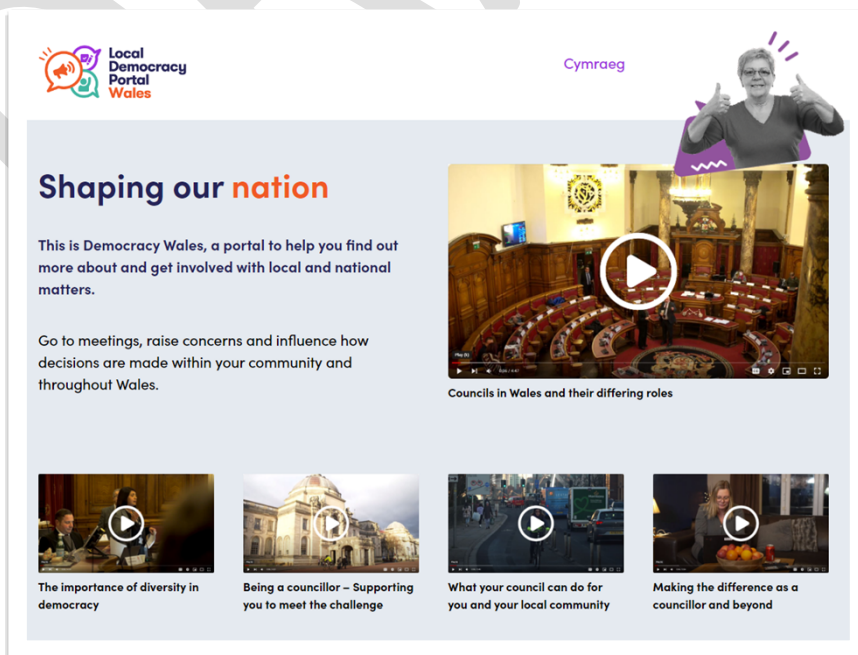 Local
Democracy
Portal
Wales
Cymraeg
Shaping our nation
This is Democracy Wales, a portal to help you find out
more about and get involved with local and national
matters.
Go to meetings, raise concerns and influence how
decisions are made within your community and
throughout Wales.
Councils in Wales and their differing roles
The importance of diversity in
democracy
Being a councillor – Supporting
you to meet the challenge
What your council can do for
you and your local community
Making the difference as a
councillor and beyond